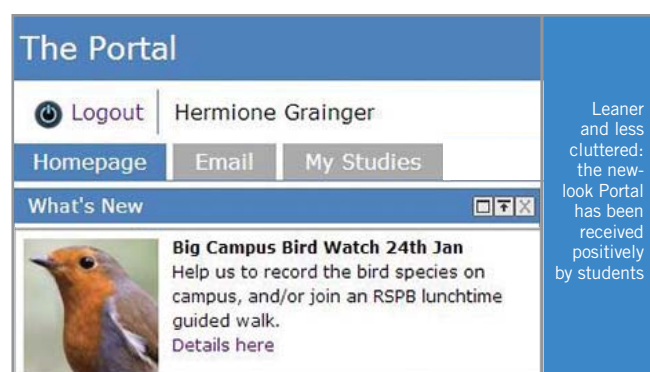 The Portal
Logout
Hermione Grainger
Homepage
Email
My Studies
What's New
Big Campus Bird Watch 24th Jan
Help us to record the bird species on
campus, and/or join an RSPB lunchtime
guided walk.
Details here
Leaner
and less
cluttered:
the new-
look Portal
has been
received
positively
by students